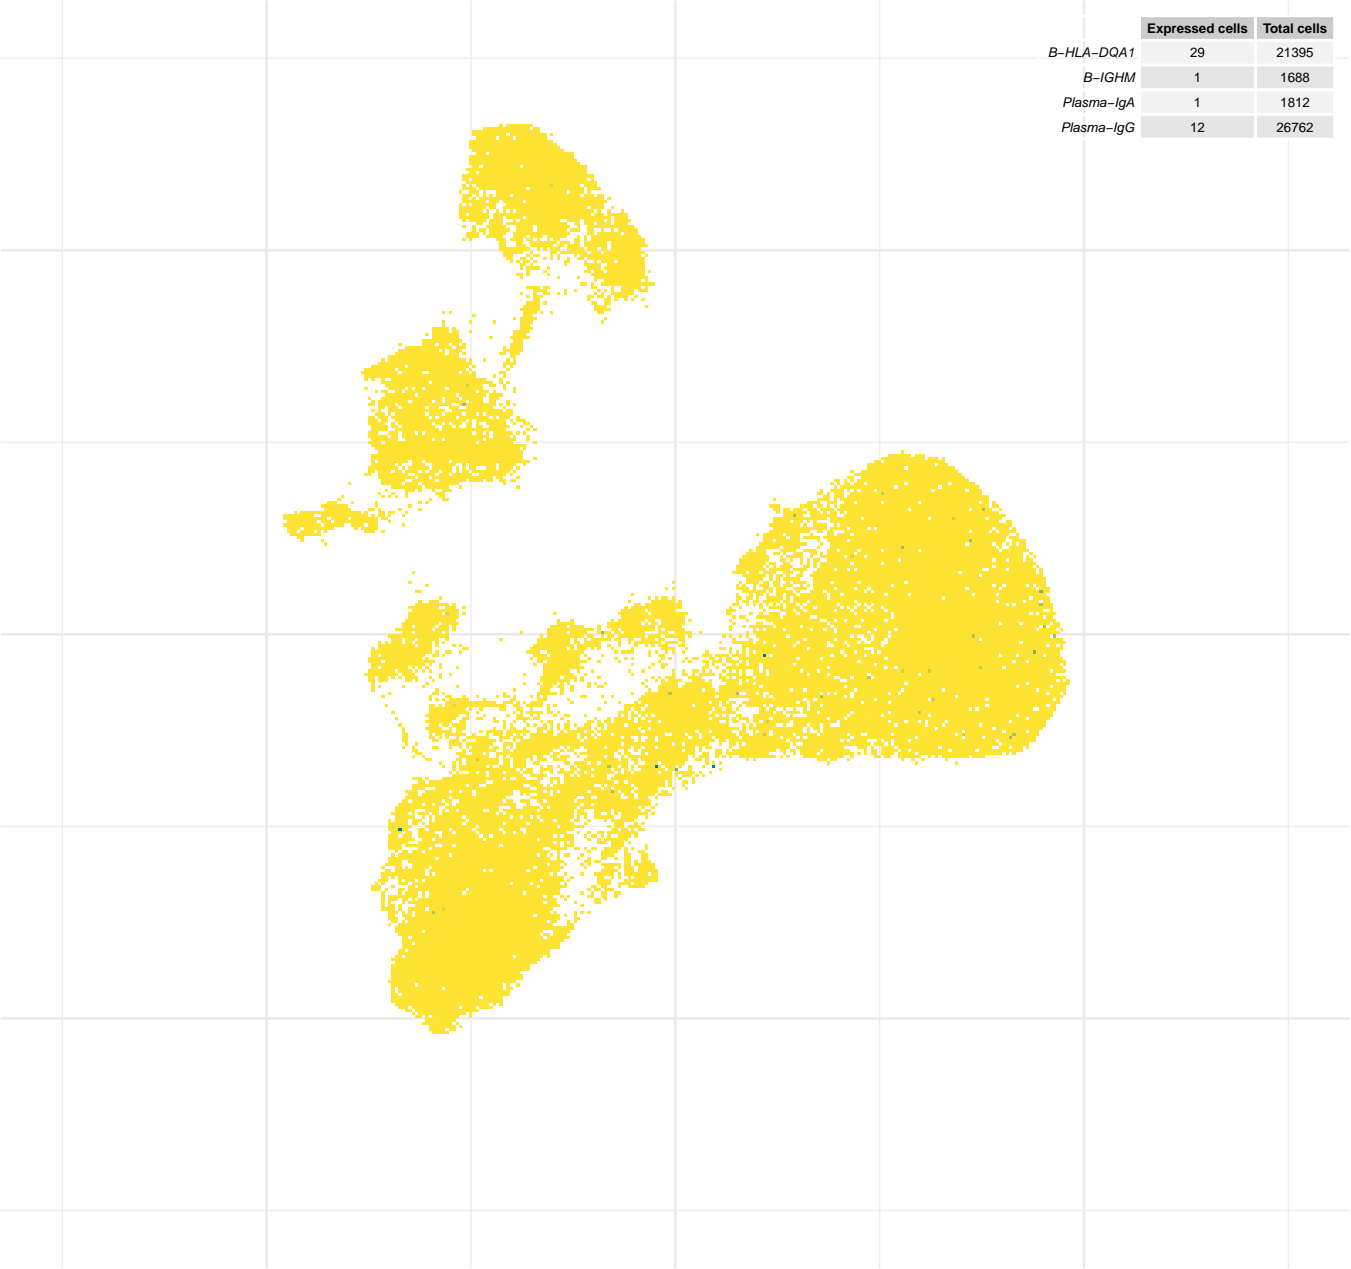 Expressed cells Total cells
B−HLA−DQA1 29 21395
B−IGHM 1 1688
Plasma−IgA 1 1812
Plasma−IgG 12 26762